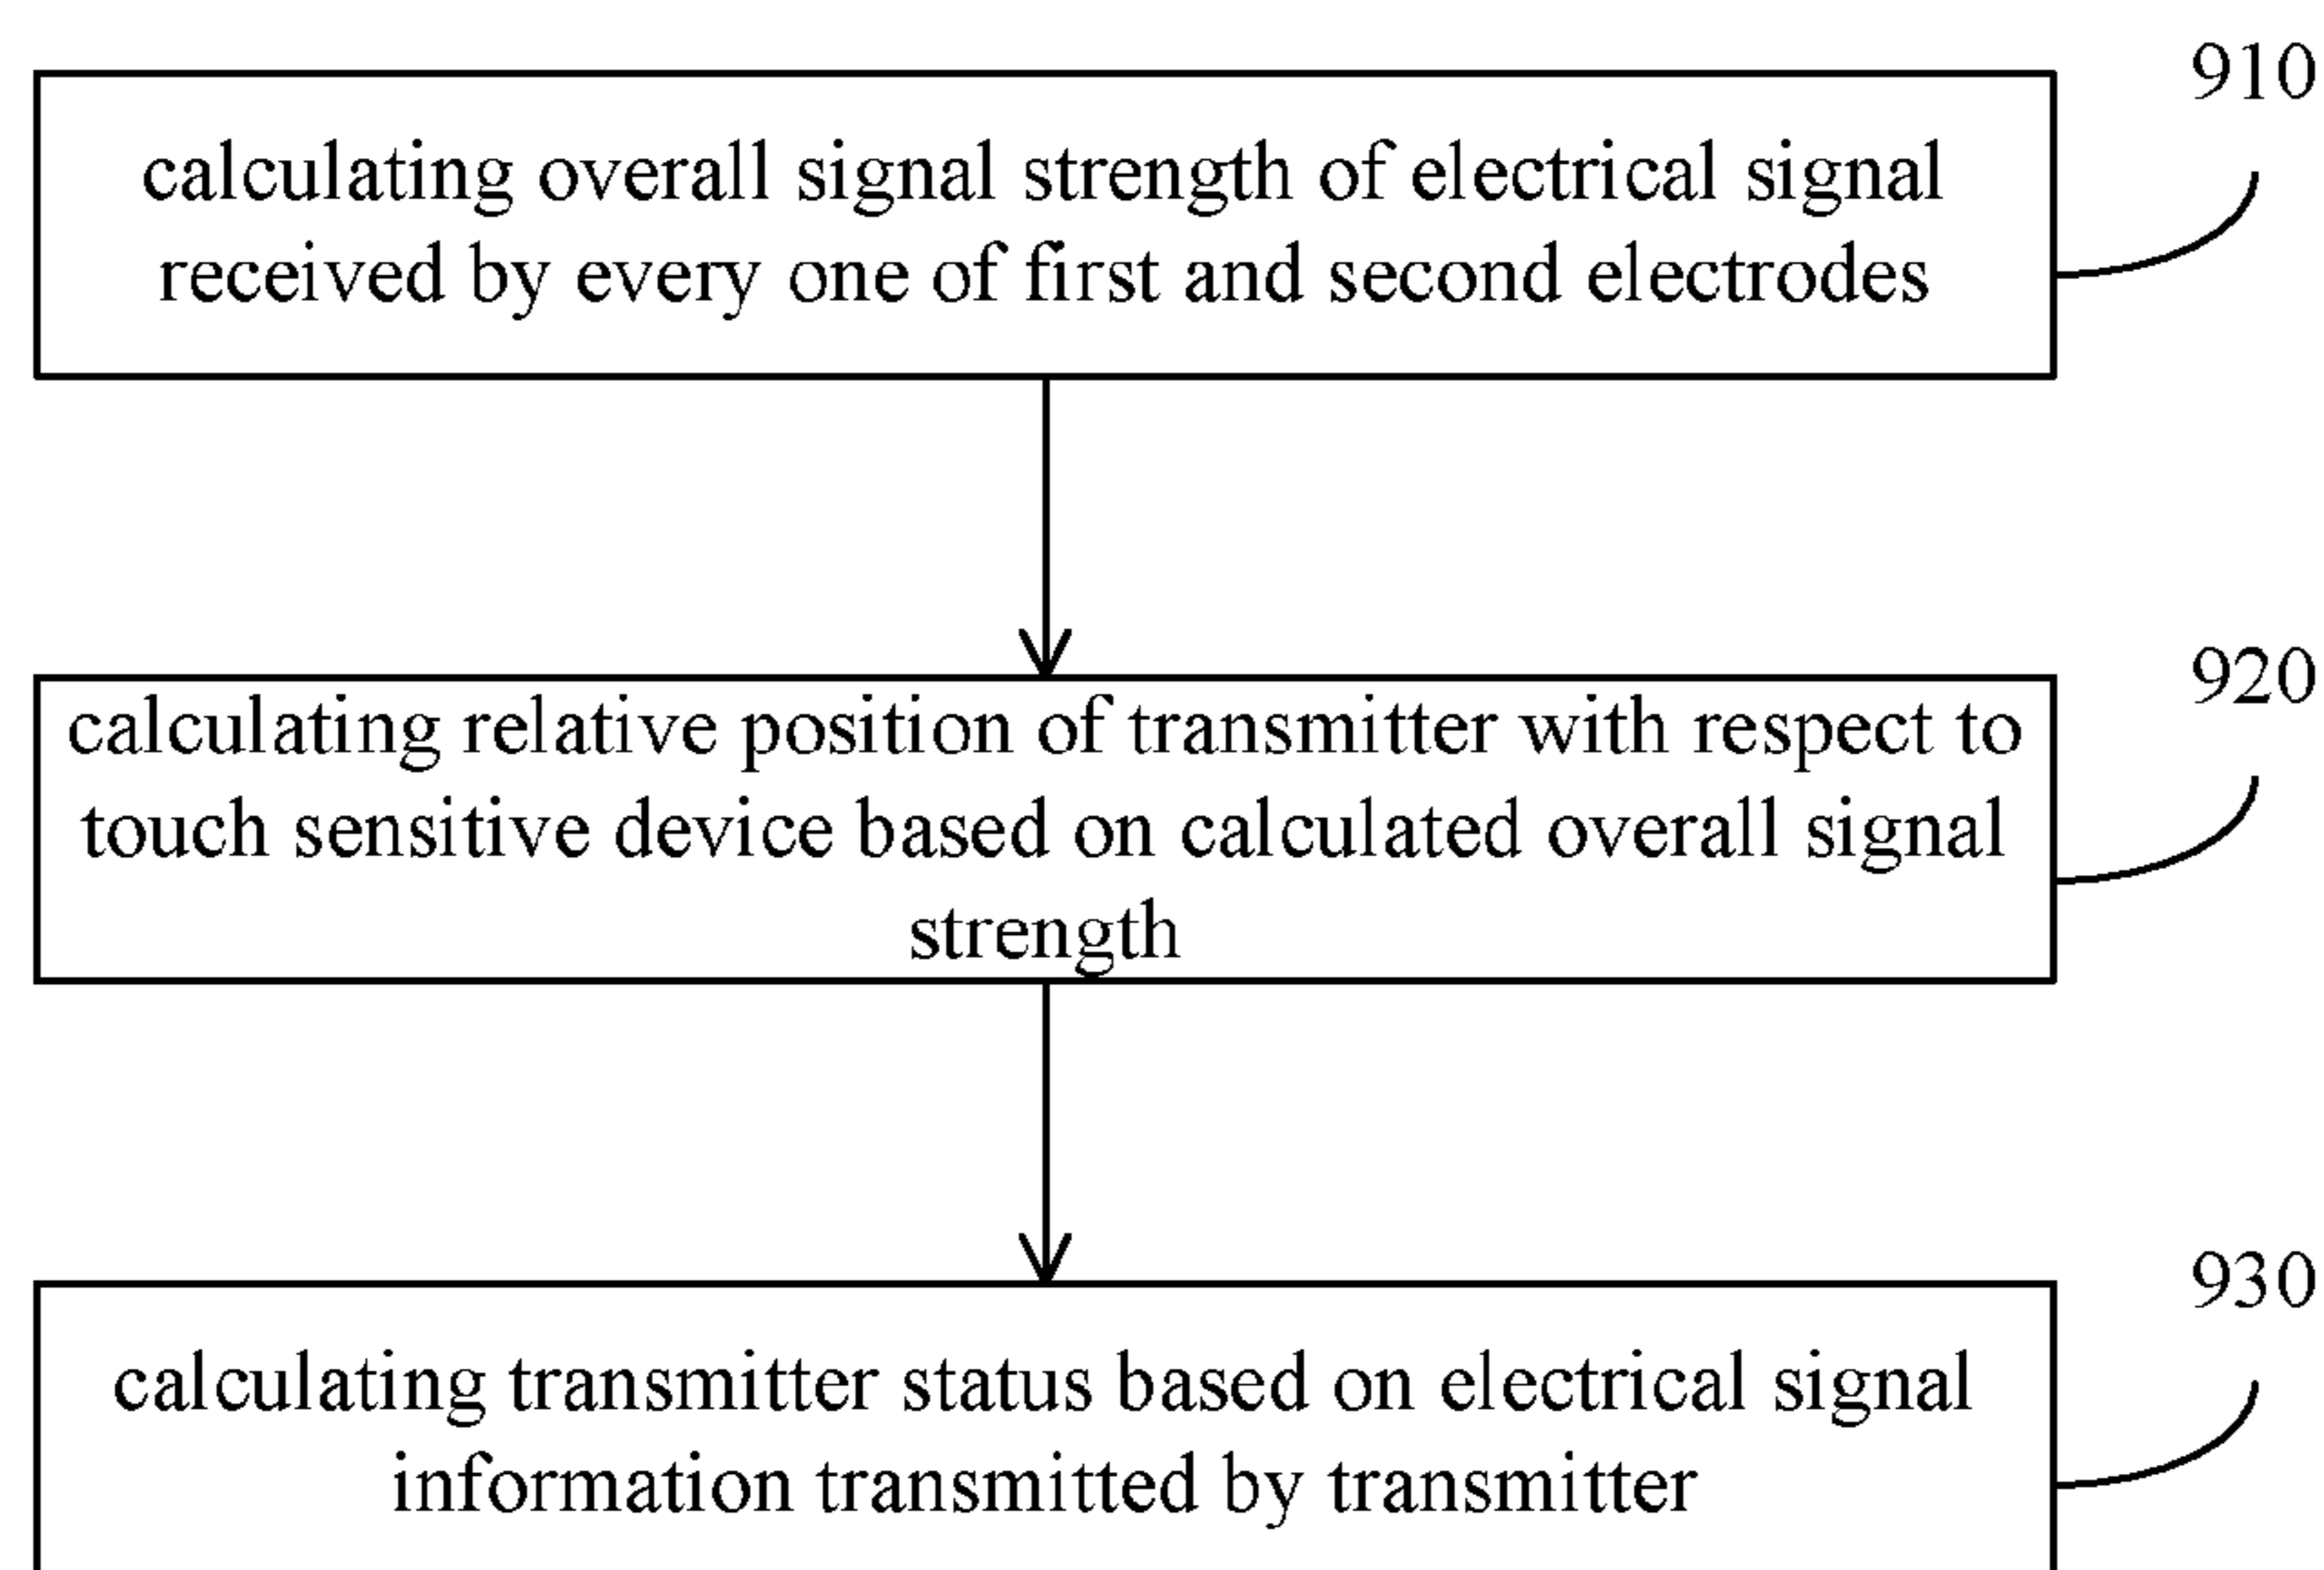 910
calculating overall signal strength of electrical signal
received by every one of first and second electrodes
920
calculating relative position of transmitter with respect to
touch sensitive device based on calculated overall signal
strength
930
calculating transmitter status based on electrical signal
information transmitted by transmitter